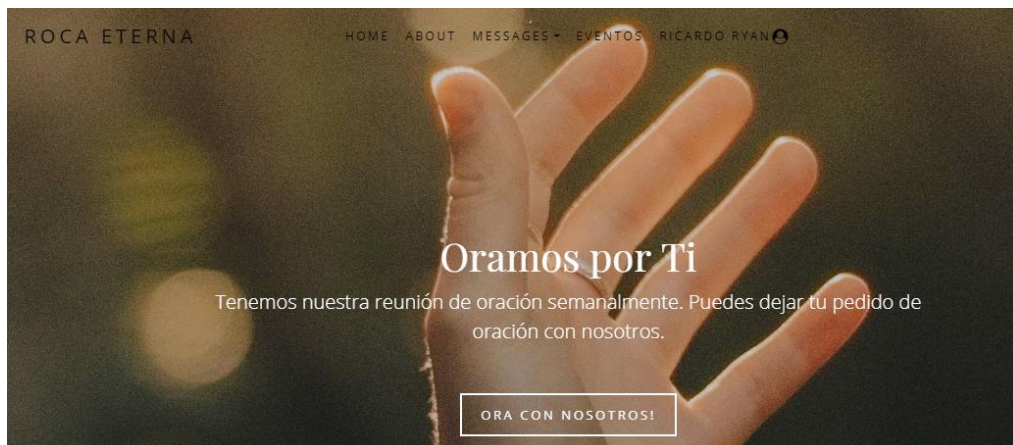 ROCA ETERNA
HOME ABOUT MESSAGES EVENTOS RICARDO RYAN
Oramos por Ti
Tenemos nuestra reunión de oración semanalmente. Puedes dejar tu pedido de
oración con nosotros.
ORA CON NOSOTROS!